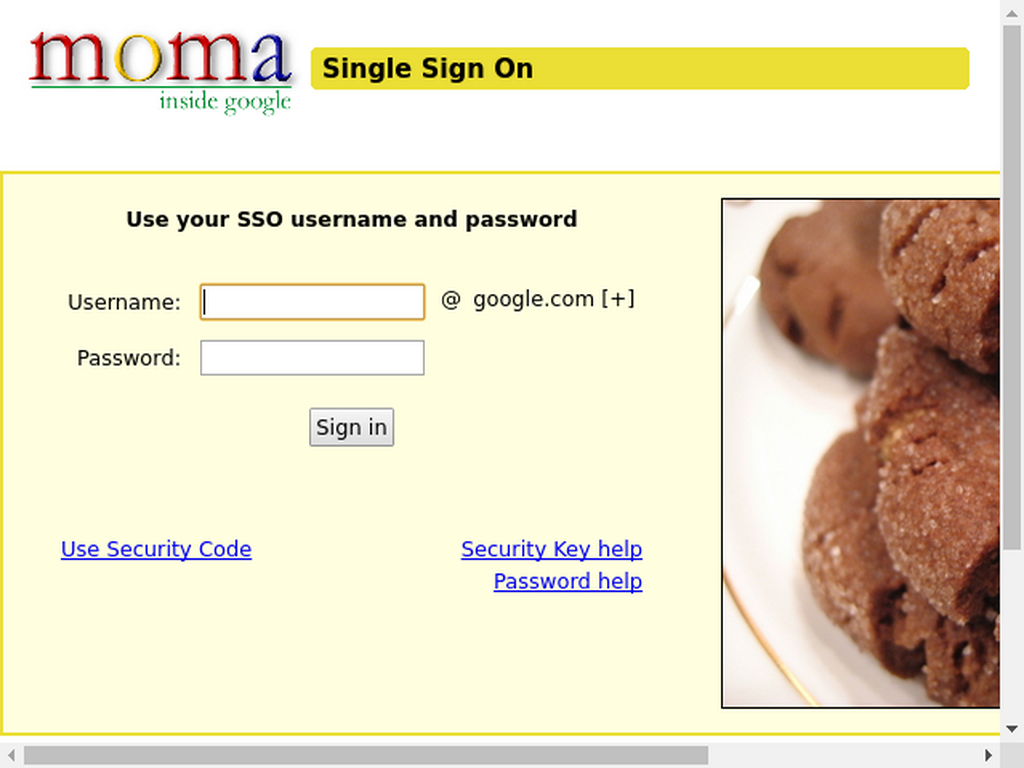 moma
inside google
Single Sign On
Use your SSO username and password
Username: @ google.com [+]
Password:
Sign in
Use Security Code Security Key help
Password help